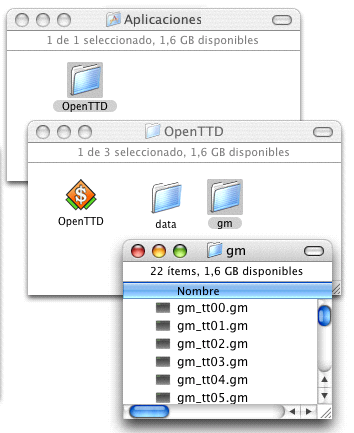 Aplicaciones
1 de 1 seleccionado, 1,6 GB disponibles
OpenTTD
OpenTTD
1 de 3 seleccionado, 1,6 GB disponibles
OpenTTD
data
gm
gm
22 ítems, 1,6 GB disponibles
Nombre
gm_tt00.gm
gm_tt01.gm
gm_tt02.gm
gm_tt03.gm
gm_tt04.gm
gm_tt05.gm